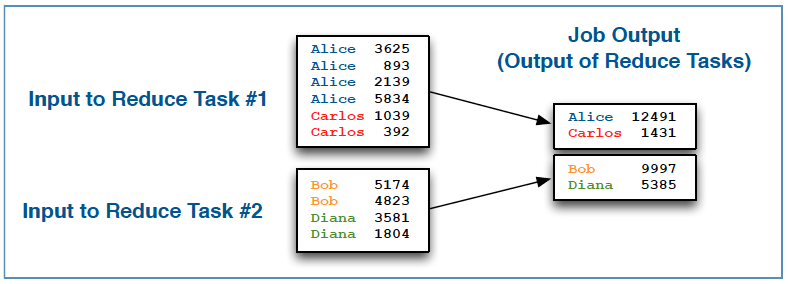 Job Output
(Output of Reduce Tasks)
Input to Reduce Task #1
Alice 3625
Alice 893
Alice 2139
Alice 5834
Carlos 1039
Carlos 392
Alice 12491
Carlos 1431
Input to Reduce Task #2
Bob 5174
Bob 4823
Diana 3581
Diana 1804
Bob 9997
Diana 5385